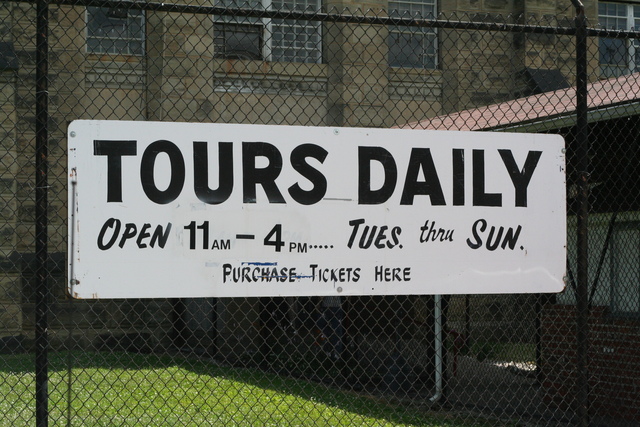 TOURS DAILY
OPEN 11AM – 4PM..... TUES. thru SUN.
PURCHASE TICKETS HERE